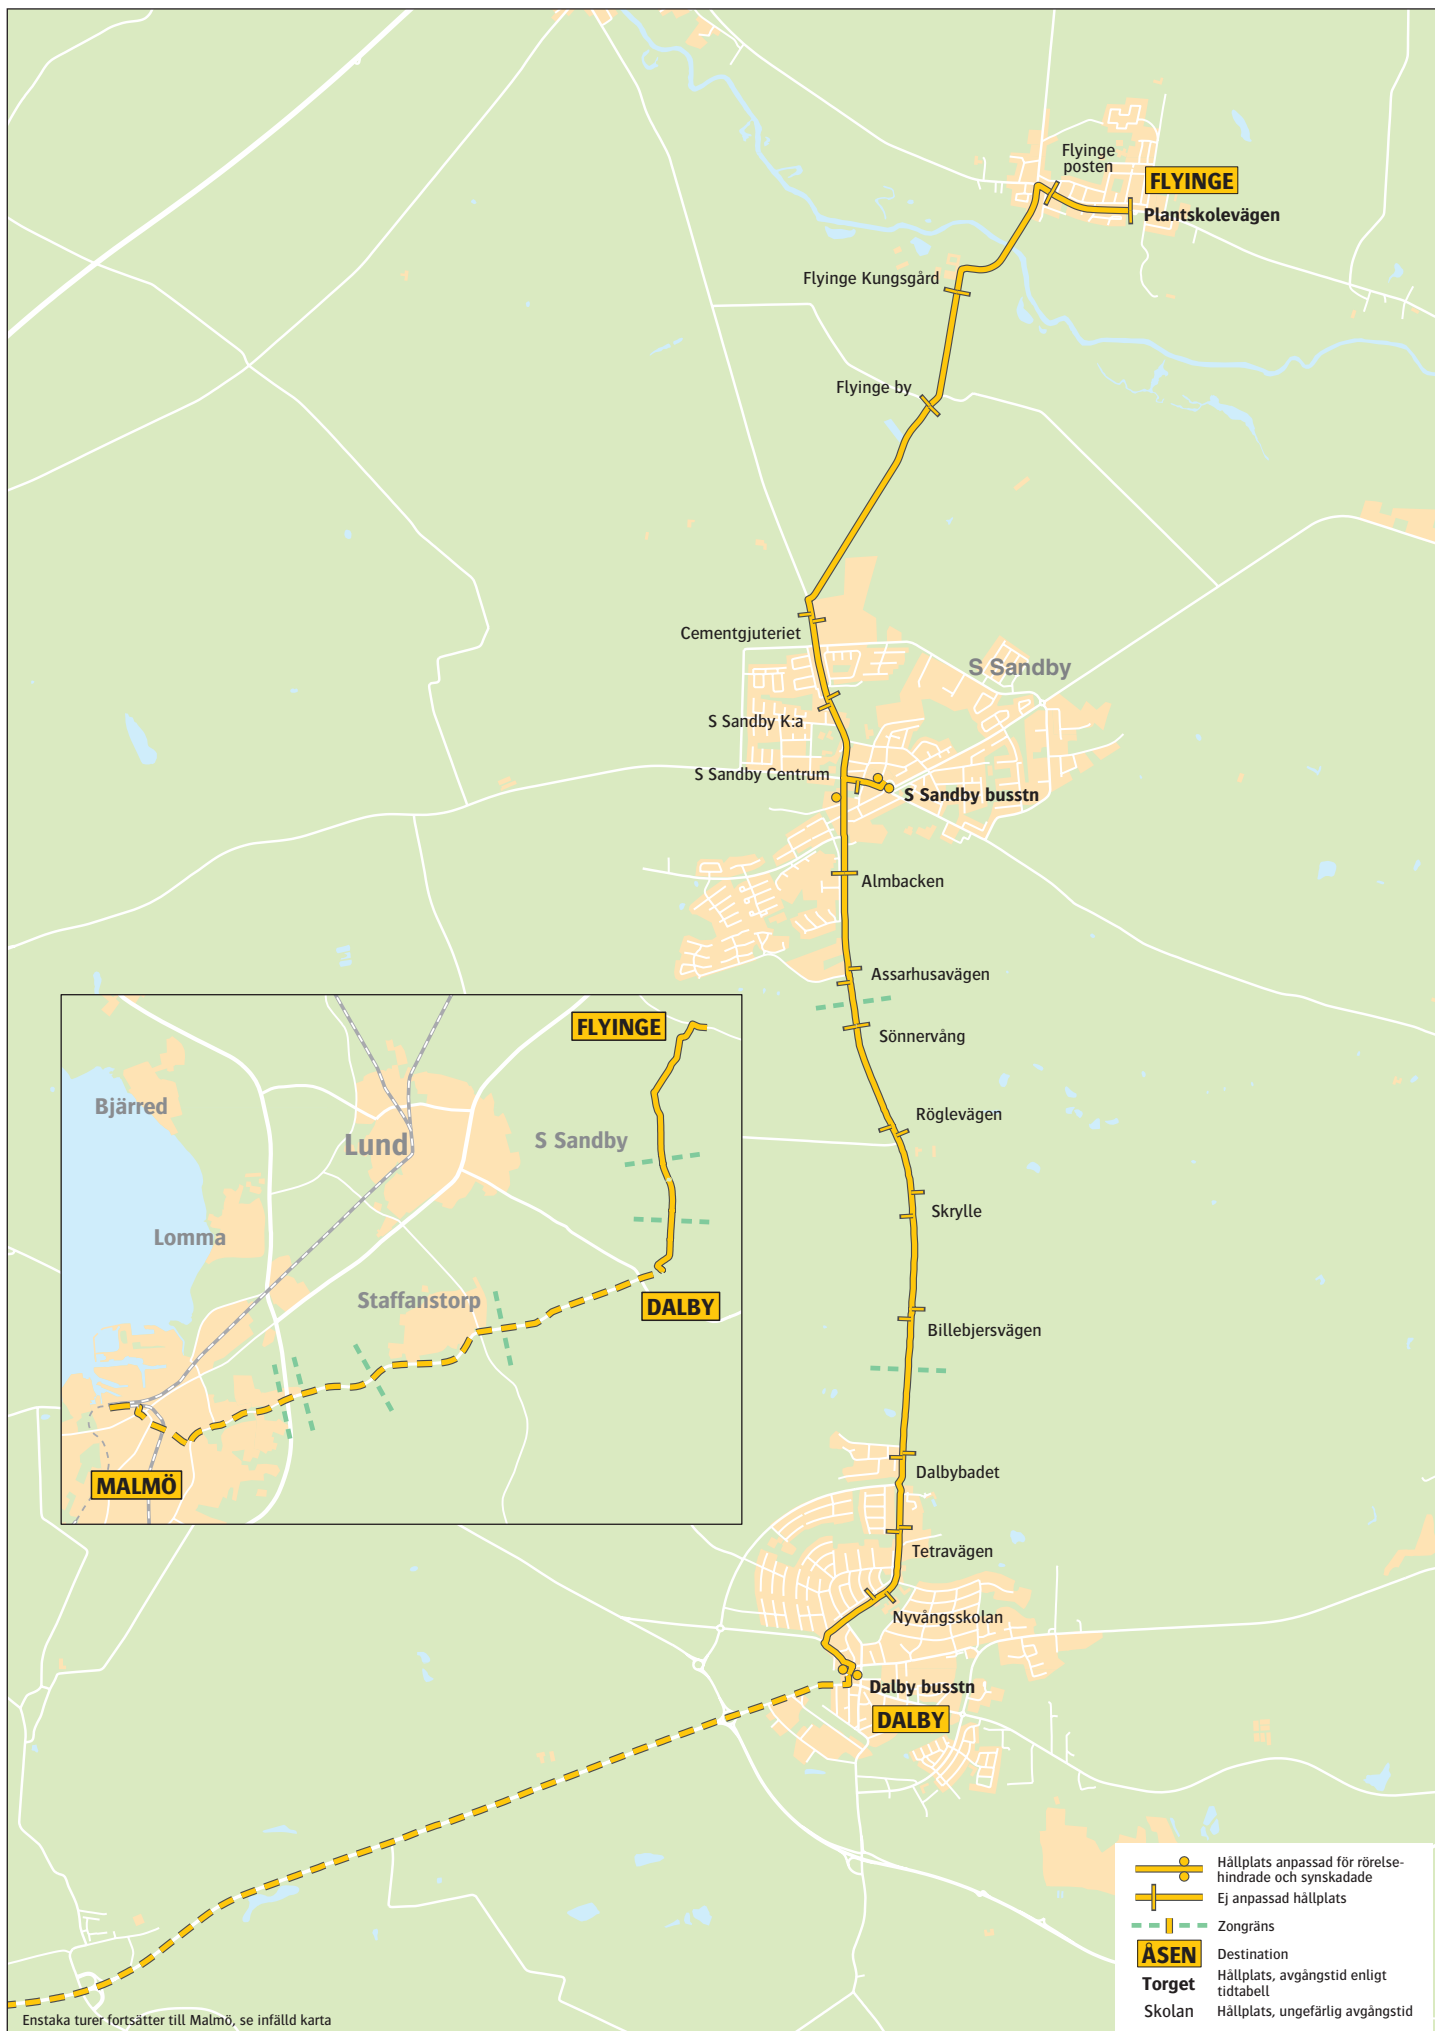 Flyinge
posten
FLYINGE
Plantskolevägen
Flyinge Kungsgård
Flyinge by
Cementgjuteriet
S Sandby
S Sandby K:a
S Sandby Centrum
S Sandby busstn
Almbacken
Assarhusavägen
Sönnervång
Röglevägen
Skrylle
Billebjersvägen
Dalbybadet
Tetravägen
Nyvångsskolan
Dalby busstn
DALBY
FLYINGE
Bjärred
Lund
S Sandby
Lomma
Staffanstorp
DALBY
MALMÖ
Hållplats anpassad för rörelse-
hindrade och synskadade
Ej anpassad hållplats
Zongräns
ÅSEN Destination
Torget Hållplats, avgångstid enligt
tidtabell
Skolan Hållplats, ungefärlig avgångstid
Enstaka turer fortsätter till Malmö, se infälld karta